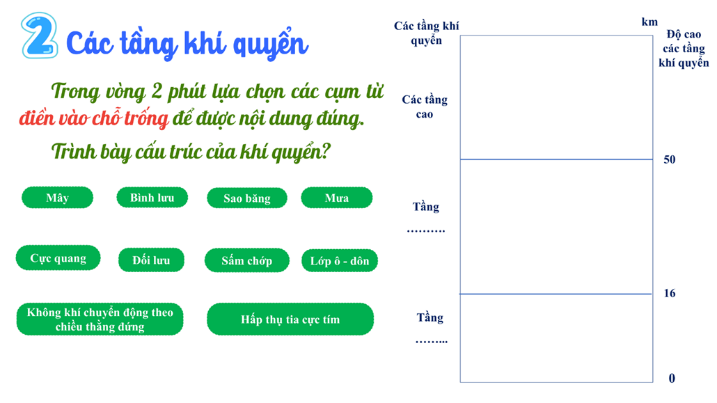 2 Các tầng khí quyển
Trong vòng 2 phút lựa chọn các cụm từ
điền vào chỗ trống để được nội dung đúng.
Trình bày cấu trúc của khí quyển?
Mây
Bình lưu
Sao băng
Mưa
Cực quang
Đối lưu
Sấm chớp
Lớp ô - dôn
Không khí chuyển động theo
chiều thẳng đứng
Hấp thụ tia cực tím
Các tầng khí
quyển
km
Độ cao
các tầng
khí quyển
Các tầng
cao
50
Tầng
……….
16
Tầng
……...
0